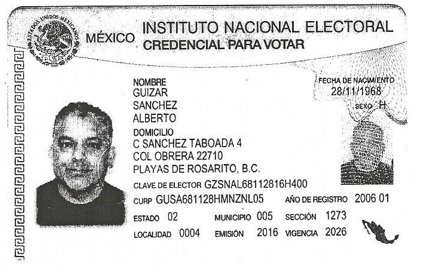 ESTADOS UNIDOS MEXICANOS
MÉXICO INSTITUTO NACIONAL ELECTORAL
CREDENCIAL PARA VOTAR
NOMBRE
GUIZAR
SANCHEZ
ALBERTO
FECHA DE NACIMIENTO
28/11/1968
SEXO H
DOMICILIO
C SANCHEZ TABOADA 4
COL OBRERA 22710
PLAYAS DE ROSARITO, B.C.
CLAVE DE ELECTOR GZSNAL68112816H400
CURP GUSA681128HMNZNL05 AÑO DE REGISTRO 2006 01
ESTADO 02 MUNICIPIO 005 SECCIÓN 1273
LOCALIDAD 0004 EMISIÓN 2016 VIGENCIA 2026